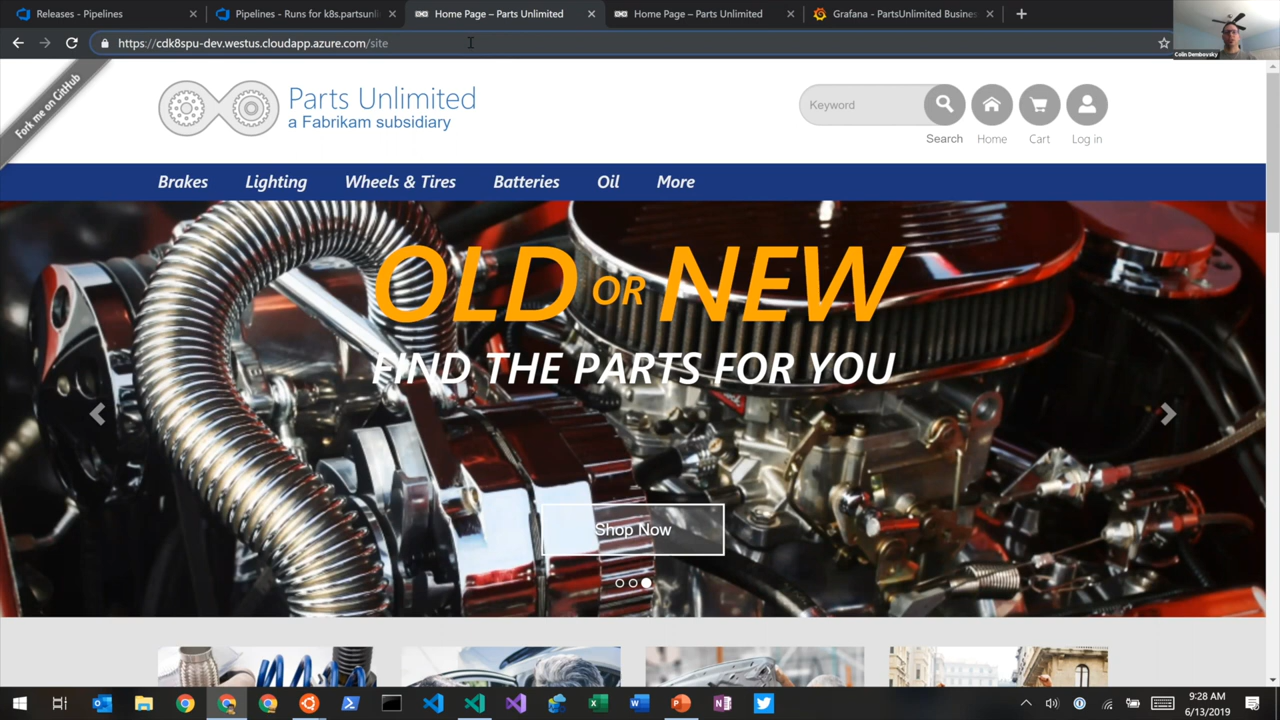 Releases - Pipelines
Pipelines - Runs for k8s.partsunli
Home Page – Parts Unlimited
Home Page – Parts Unlimited
Grafana - PartsUnlimited Busines
https://cdk8spu-dev.westus.cloudapp.azure.com/site
Colin Dembovsky
Fork me on GitHub
Parts Unlimited
a Fabrikam subsidiary
Keyword
Search
Home
Cart
Log in
Brakes
Lighting
Wheels & Tires
Batteries
Oil
More
OLD OR NEW
FIND THE PARTS FOR YOU
Shop Now
9:28 AM
6/13/2019